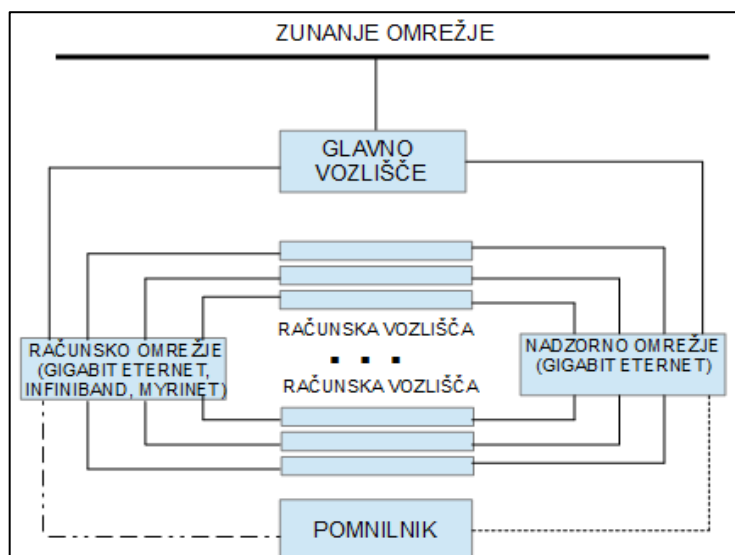 ZUNANJE OMREŽJE
GLAVNO
VOZLIŠČE
RAČUNSKA VOZLIŠČA
RAČUNSKO OMREŽJE
(GIGABIT ETERNET,
INFINIBAND, MYRINET)
NADZORNO OMREŽJE
(GIGABIT ETERNET)
RAČUNSKA VOZLIŠČA
POMNILNIK